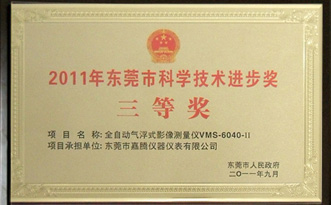 2011年东莞市科学技术进步奖
三等奖
项 目：全自动气浮式影像测量仪VMS-6040-II
项目承担单位：东莞市嘉腾仪器仪表有限公司
东莞市人民政府
二〇一一年九月